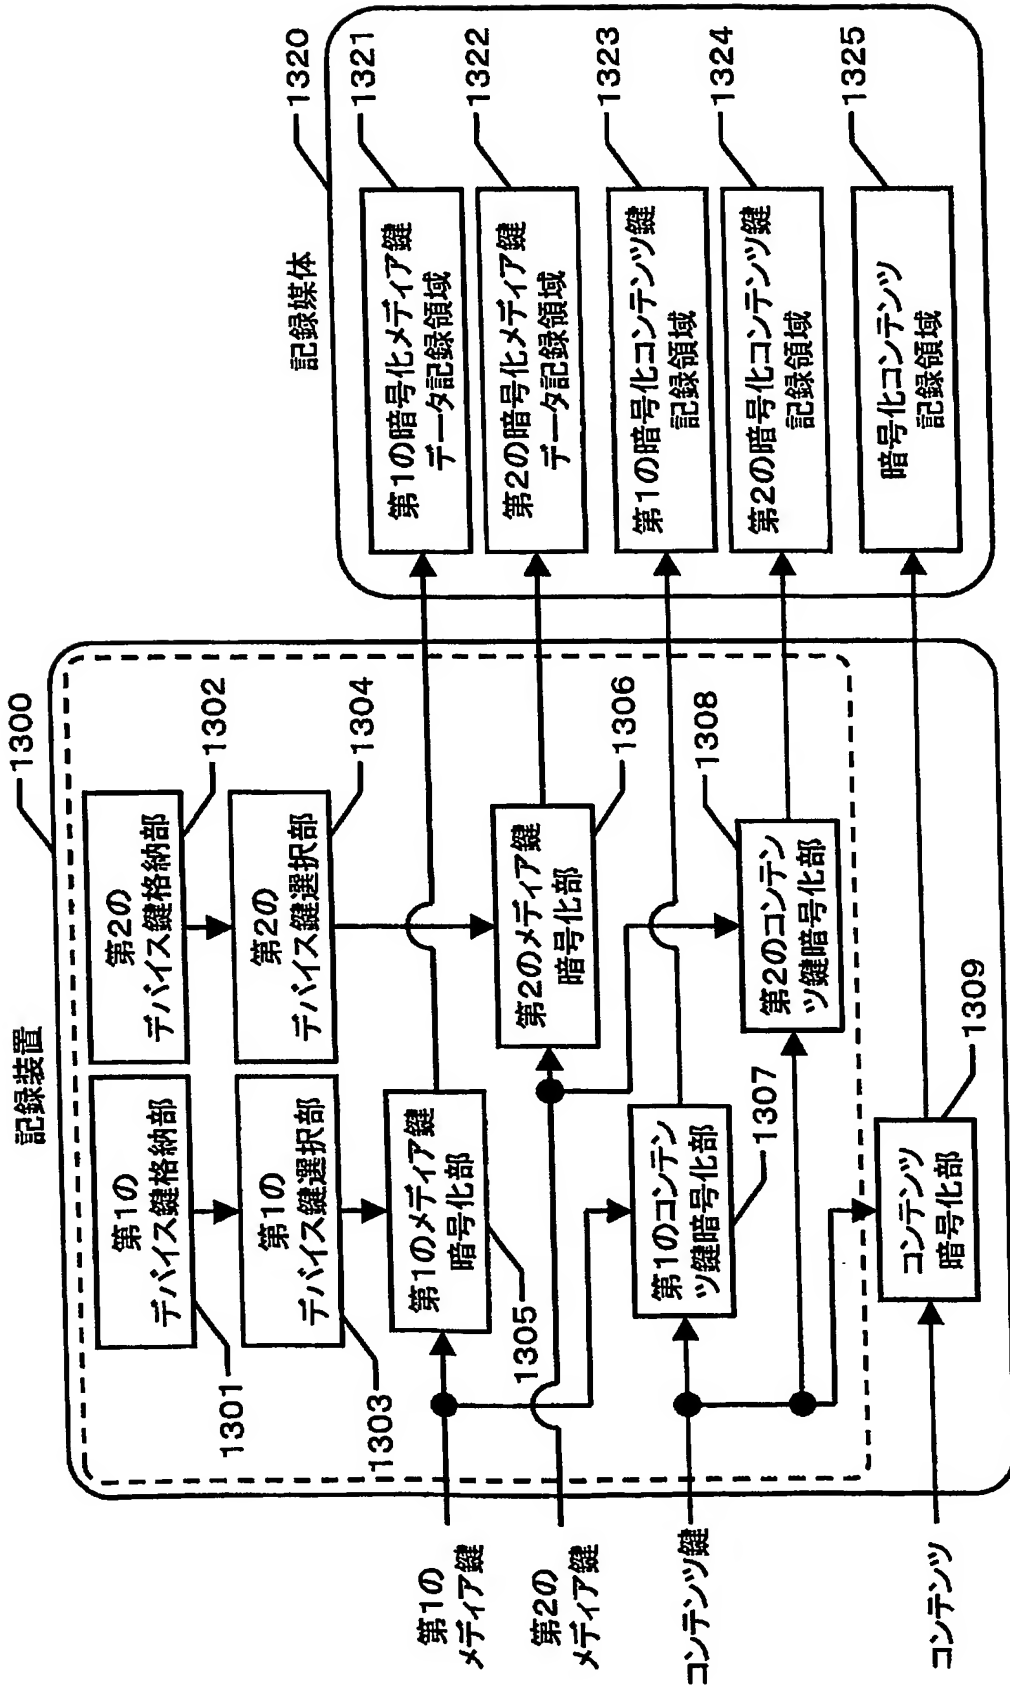 記録装置
1300
記録媒体
1320
第1の
デバイス鍵格納部
1301
第2の
デバイス鍵格納部
1302
第1の
デバイス鍵選択部
1303
第2の
デバイス鍵選択部
1304
第1の
メディア鍵
第1のメディア鍵
暗号化部
1305
第2の
メディア鍵
第2のメディア鍵
暗号化部
1306
コンテンツ鍵
第1のコンテン
ツ鍵暗号化部
1307
第2のコンテン
ツ鍵暗号化部
1308
コンテンツ
コンテンツ
暗号化部
1309
第1の暗号化メディア鍵
データ記録領域
1321
第2の暗号化メディア鍵
データ記録領域
1322
第1の暗号化コンテンツ鍵
記録領域
1323
第2の暗号化コンテンツ鍵
記録領域
1324
暗号化コンテンツ
記録領域
1325